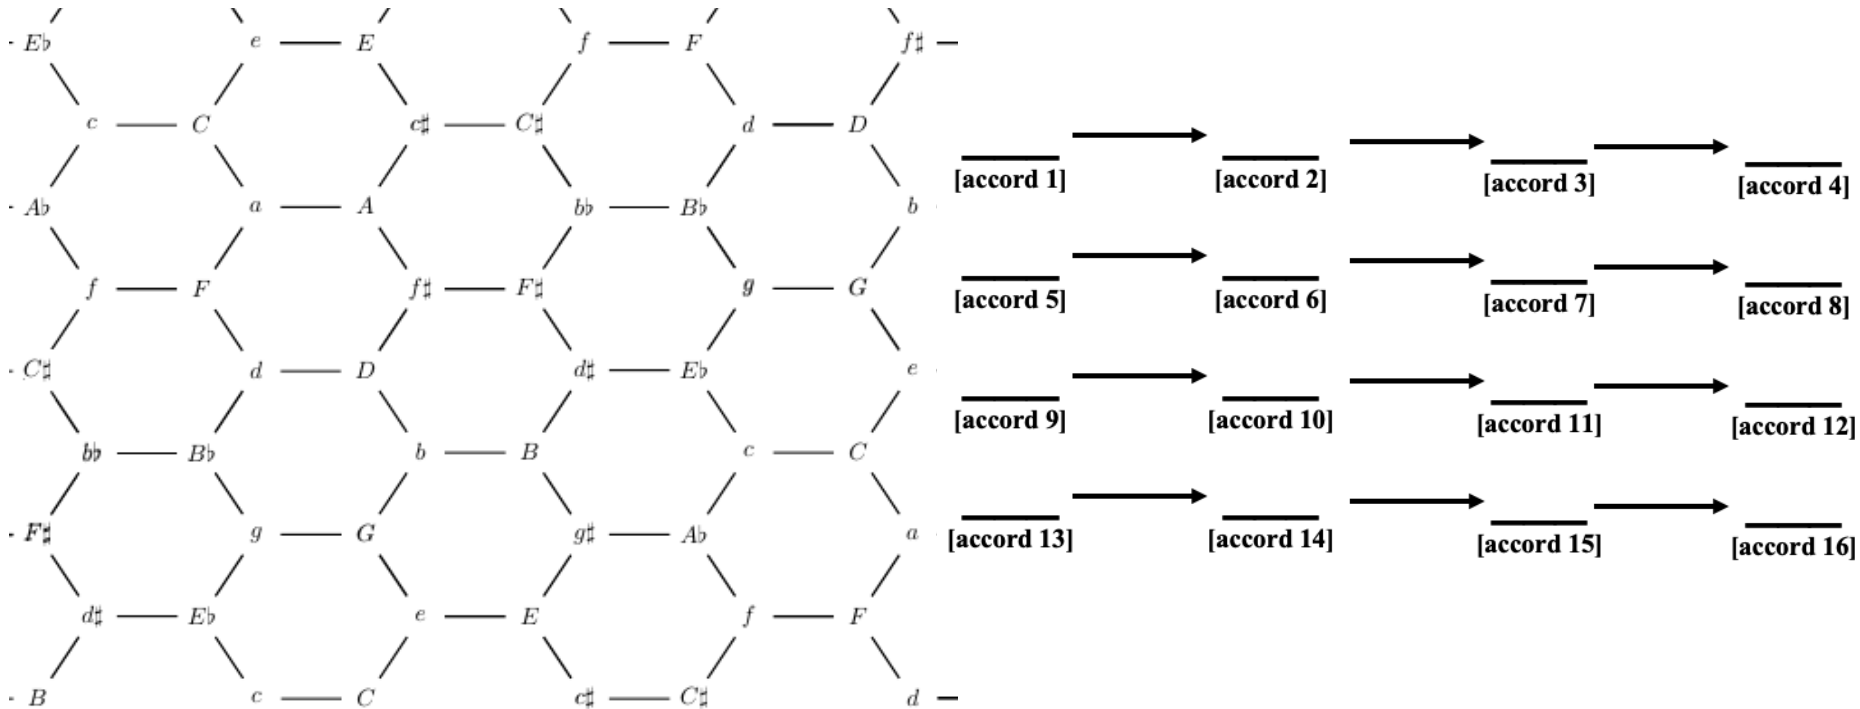 E♭ e E f F f♯
c C c♯ C♯ d D
A♭ a A b♭ B♭ b
f F f♯ F♯ g G
C♯ d D d♯ E♭ e
b♭ B♭ b B c C
F♯ g G g♯ A♭ a
d♯ E♭ e E f F
B c C c♯ C♯ d
[accord 1] [accord 2] [accord 3] [accord 4]
[accord 5] [accord 6] [accord 7] [accord 8]
[accord 9] [accord 10] [accord 11] [accord 12]
[accord 13] [accord 14] [accord 15] [accord 16]